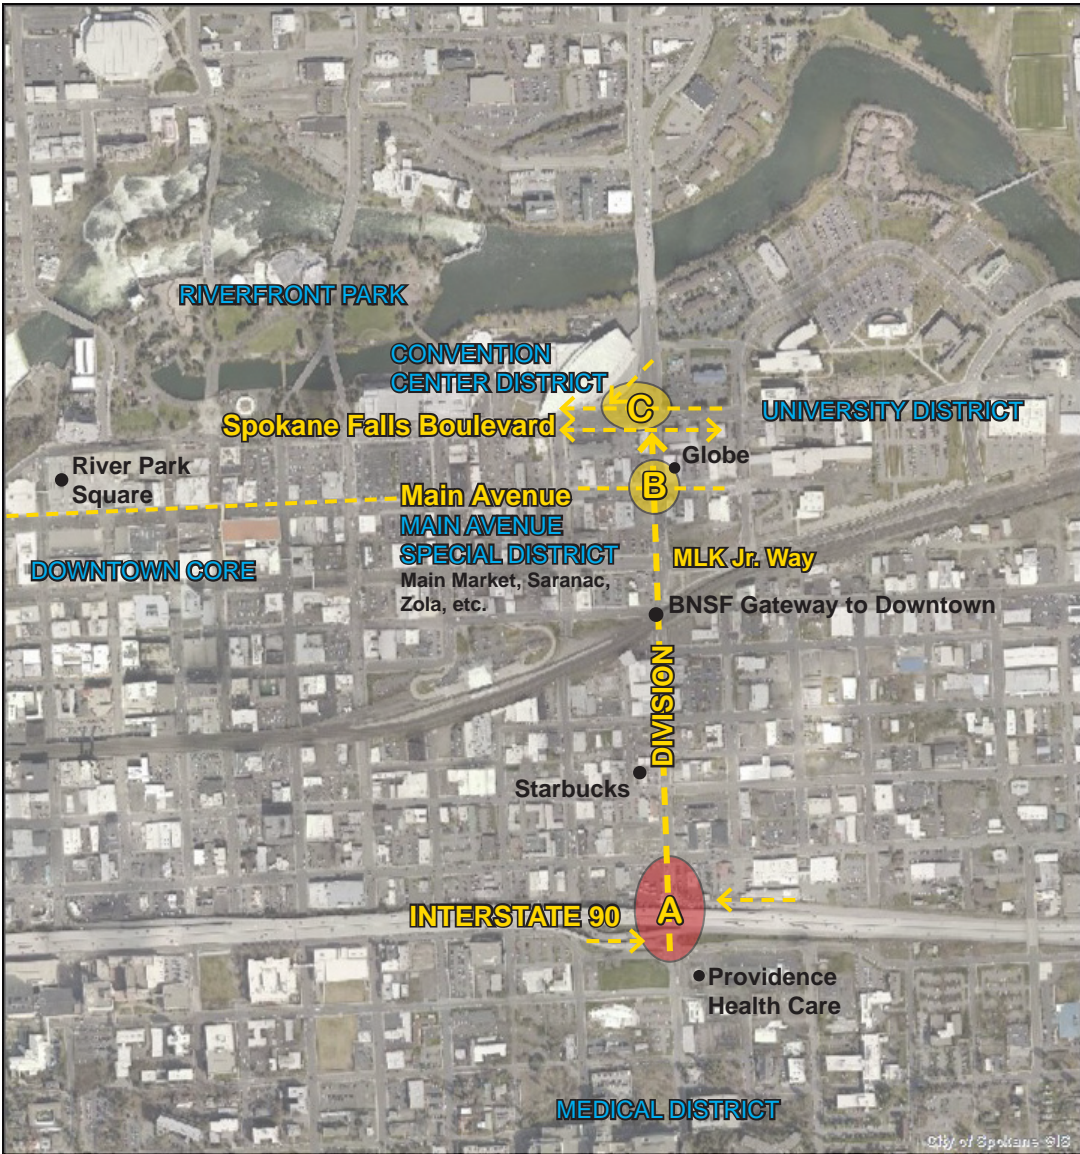 RIVERFRONT PARK
CONVENTION
CENTER DISTRICT
C
UNIVERSITY DISTRICT
Spokane Falls Boulevard
Globe
River Park
Square
B
Main Avenue
MAIN AVENUE
SPECIAL DISTRICT
Main Market, Saranac,
Zola, etc.
MLK Jr. Way
DOWNTOWN CORE
BNSF Gateway to Downtown
DIVISION
Starbucks
A
INTERSTATE 90
Providence
Health Care
MEDICAL DISTRICT
City of Spokane GIS